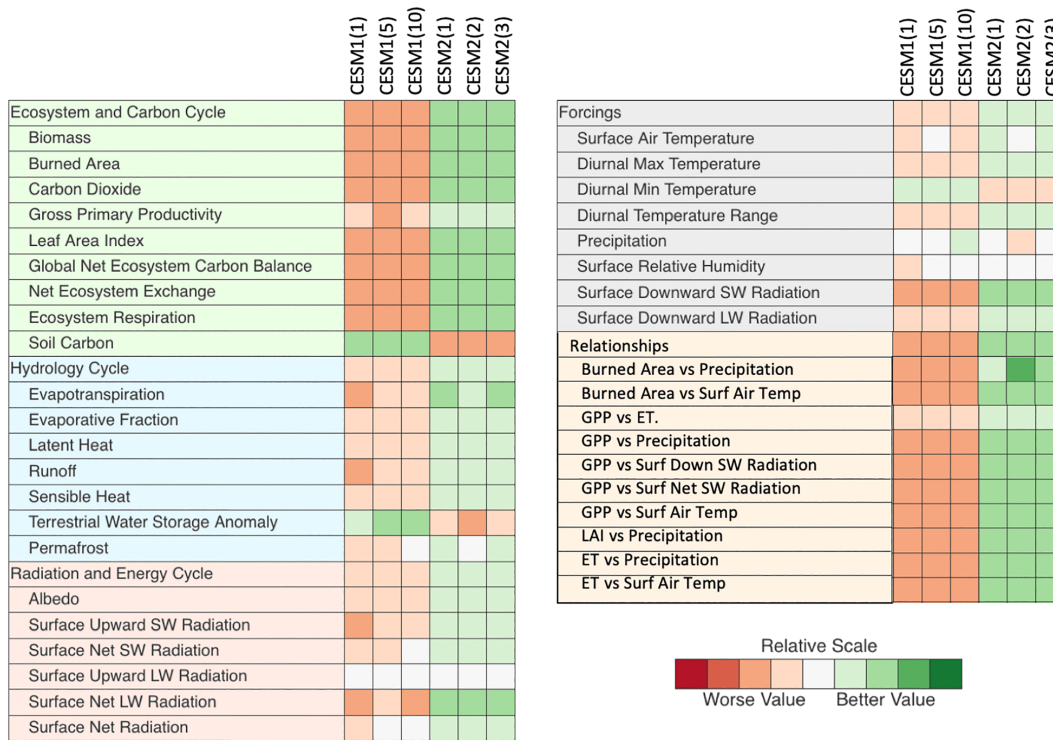 CESM1(1)
CESM1(5)
CESM1(10)
CESM2(1)
CESM2(2)
CESM2(3)
Ecosystem and Carbon Cycle
Biomass
Burned Area
Carbon Dioxide
Gross Primary Productivity
Leaf Area Index
Global Net Ecosystem Carbon Balance
Net Ecosystem Exchange
Ecosystem Respiration
Soil Carbon
Hydrology Cycle
Evapotranspiration
Evaporative Fraction
Latent Heat
Runoff
Sensible Heat
Terrestrial Water Storage Anomaly
Permafrost
Radiation and Energy Cycle
Albedo
Surface Upward SW Radiation
Surface Net SW Radiation
Surface Upward LW Radiation
Surface Net LW Radiation
Surface Net Radiation
CESM1(1)
CESM1(5)
CESM1(10)
CESM2(1)
CESM2(2)
CESM2(3)
Forcings
Surface Air Temperature
Diurnal Max Temperature
Diurnal Min Temperature
Diurnal Temperature Range
Precipitation
Surface Relative Humidity
Surface Downward SW Radiation
Surface Downward LW Radiation
Relationships
Burned Area vs Precipitation
Burned Area vs Surf Air Temp
GPP vs ET.
GPP vs Precipitation
GPP vs Surf Down SW Radiation
GPP vs Surf Net SW Radiation
GPP vs Surf Air Temp
LAI vs Precipitation
ET vs Precipitation
ET vs Surf Air Temp
Relative Scale
Worse Value
Better Value